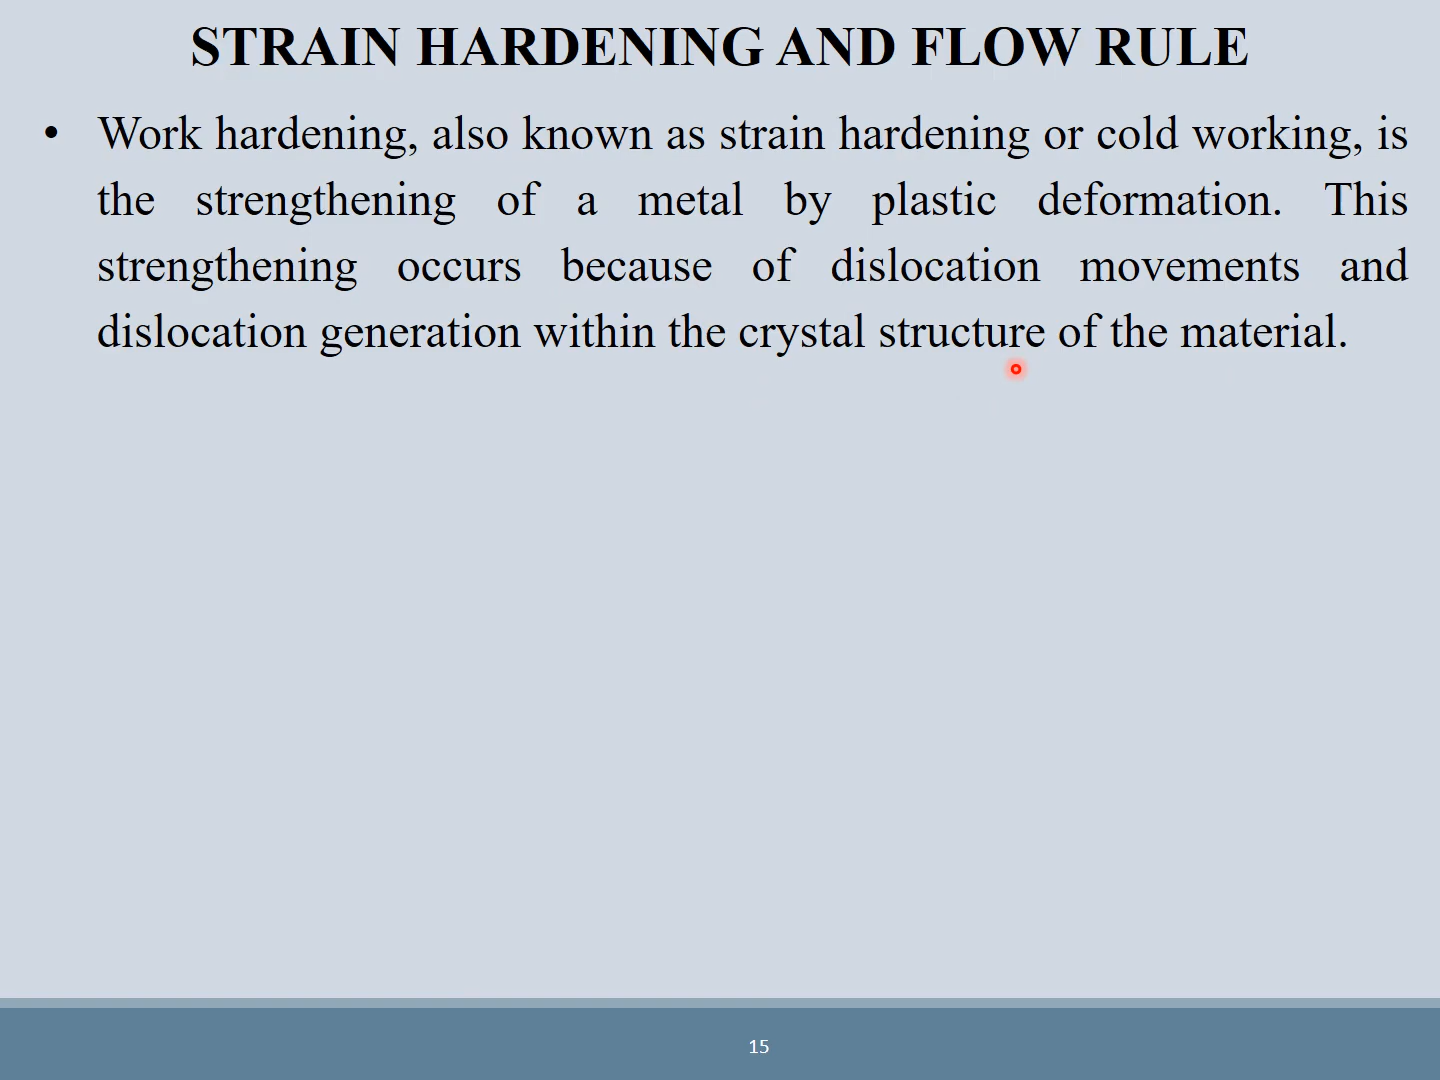 STRAIN HARDENING AND FLOW RULE
• Work hardening, also known as strain hardening or cold working, is
the strengthening of a metal by plastic deformation. This
strengthening occurs because of dislocation movements and
dislocation generation within the crystal structure of the material.
15